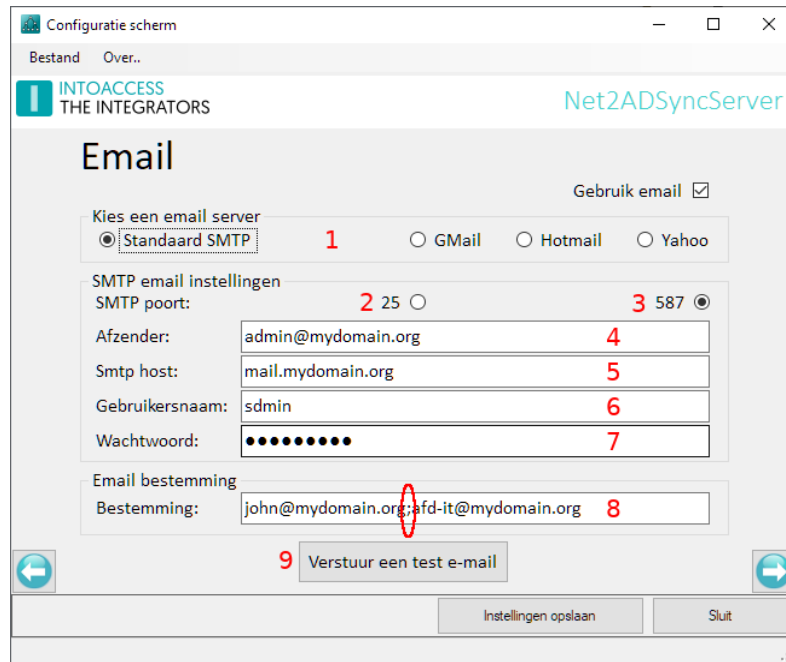 Configuratie scherm
Bestand Over..
INTOACCESS
THE INTEGRATORS
Net2ADSyncServer
Email
Gebruik email
Kies een email server
Standaard SMTP 1 GMail Hotmail Yahoo
SMTP email instellingen
SMTP poort: 2 25 3 587
Afzender: admin@mydomain.org 4
Smtp host: mail.mydomain.org 5
Gebruikersnaam: sdmin 6
Wachtwoord: ●●●●●●●●● 7
Email bestemming
Bestemming: john@mydomain.org;afd-it@mydomain.org 8
9 Verstuur een test e-mail
Instellingen opslaan Sluit